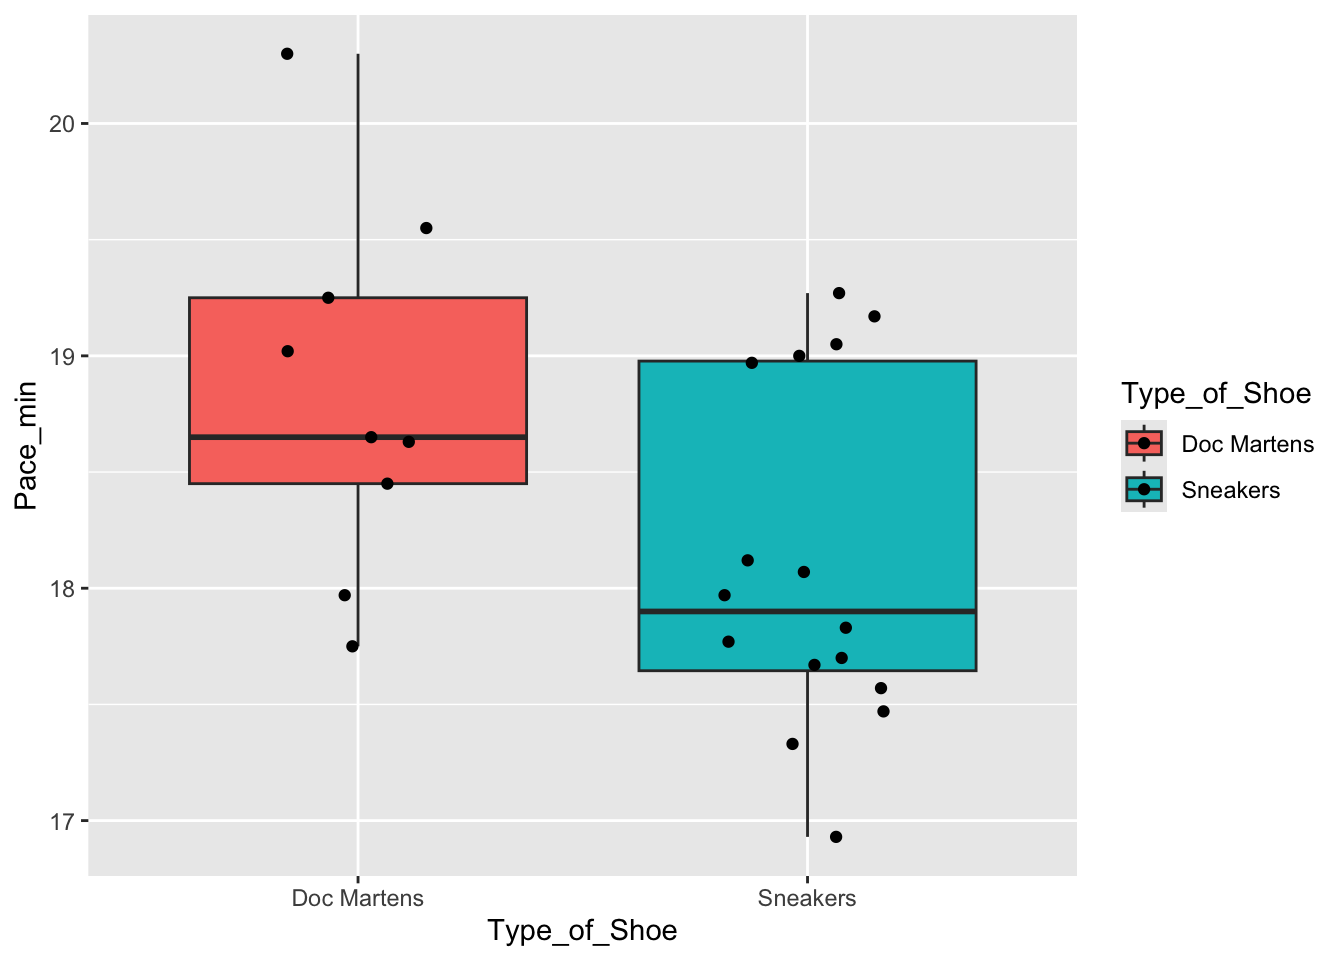 Pace_min
20
19
18
17
Doc Martens
Sneakers
Type_of_Shoe
Type_of_Shoe
Doc Martens
Sneakers